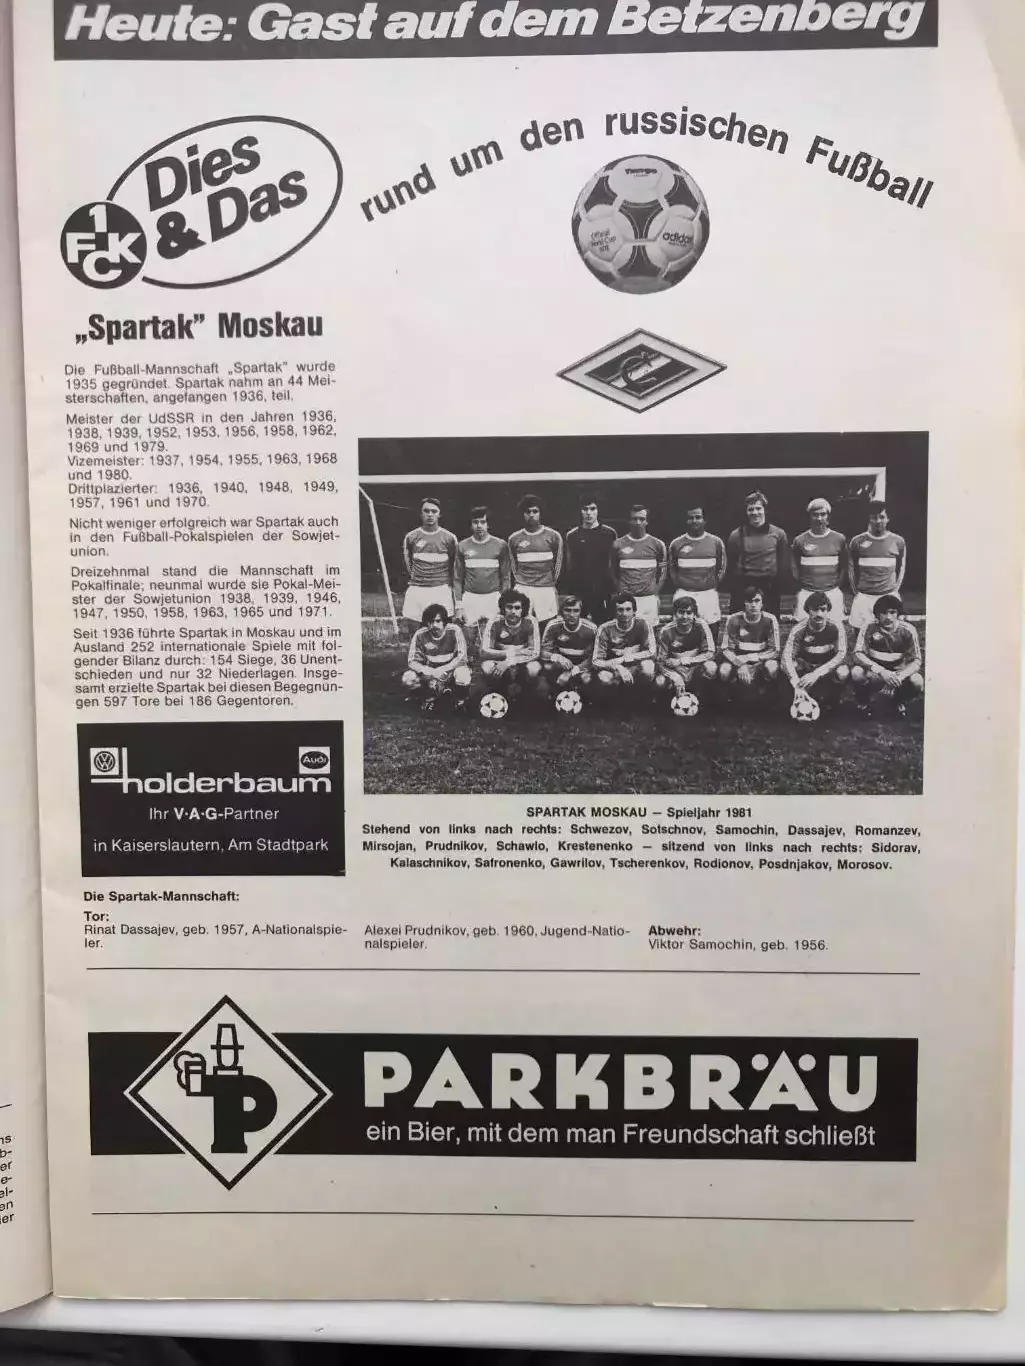 Heute: Gast auf dem Betzenberg
Dies
& Das
1
FCK
rund um den russischen Fußball
Tango
Official
World Cup
1978
adidas
„Spartak” Moskau
Die Fußball-Mannschaft „Spartak” wurde
1935 gegründet. Spartak nahm an 44 Mei-
sterschaften, angefangen 1936, teil.
Meister der UdSSR in den Jahren 1936,
1938, 1939, 1952, 1953, 1956, 1958, 1962,
1969 und 1979.
Vizemeister: 1937, 1954, 1955, 1963, 1968
und 1980.
Drittplazierter: 1936, 1940, 1948, 1949,
1957, 1961 und 1970.
Nicht weniger erfolgreich war Spartak auch
in den Fußball-Pokalspielen der Sowjet-
union.
Dreizehnmal stand die Mannschaft im
Pokalfinale; neunmal wurde sie Pokal-Mei-
ster der Sowjetunion 1938, 1939, 1946,
1947, 1950, 1958, 1963, 1965 und 1971.
Seit 1936 führte Spartak in Moskau und im
Ausland 252 internationale Spiele mit fol-
gender Bilanz durch: 154 Siege, 36 Unent-
schieden und nur 32 Niederlagen. Insge-
samt erzielte Spartak bei diesen Begegnun-
gen 597 Tore bei 186 Gegentoren.
Audi
holderbaum
Ihr V·A·G-Partner
in Kaiserslautern, Am Stadtpark
SPARTAK MOSKAU — Spieljahr 1981
Stehend von links nach rechts: Schwezov, Sotschnov, Samochin, Dassajev, Romanzev,
Mirsojan, Prudnikov, Schawlo, Krestenenko — sitzend von links nach rechts: Sidorav,
Kalaschnikov, Safronenko, Gawrilov, Tscherenkov, Rodionov, Posdnjakov, Morosov.
Die Spartak-Mannschaft:
Tor:
Rinat Dassajev, geb. 1957, A-Nationalspie-
ler.
Alexei Prudnikov, geb. 1960, Jugend-Natio-
nalspieler.
Abwehr:
Viktor Samochin, geb. 1956.
P
PARKBRÄU
ein Bier, mit dem man Freundschaft schließt